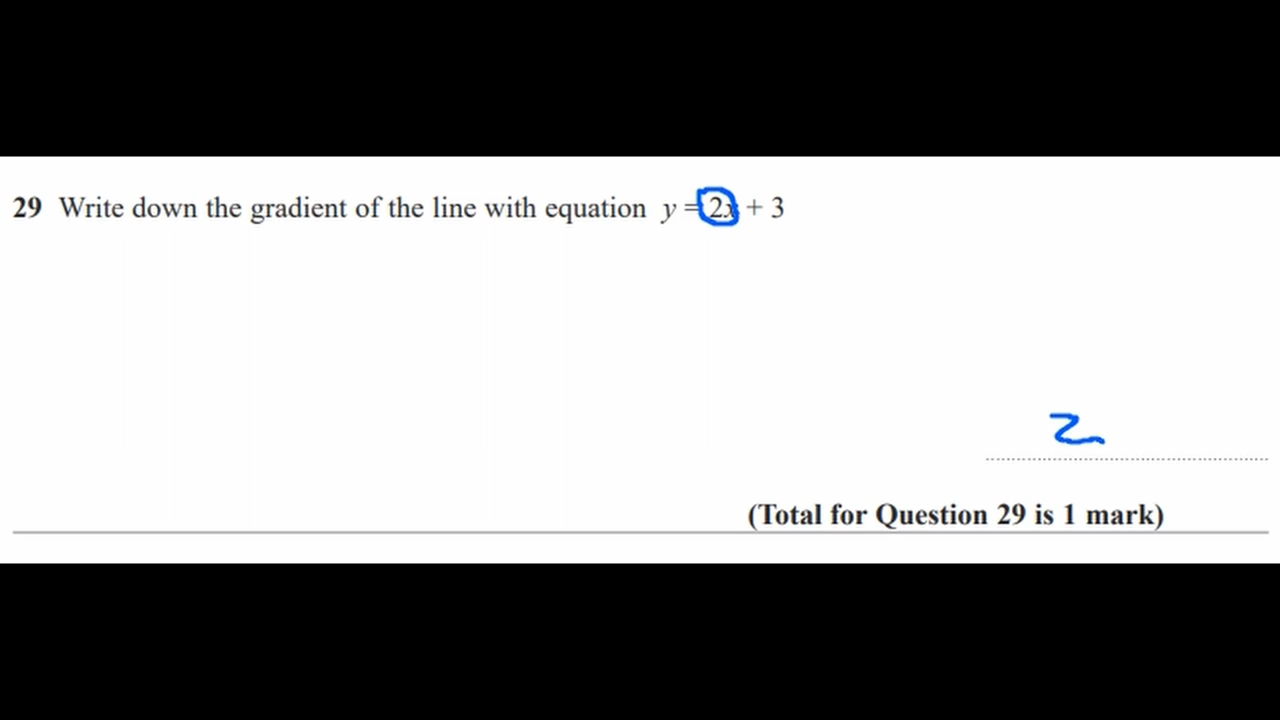 29 Write down the gradient of the line with equation y = 2x + 3
2
(Total for Question 29 is 1 mark)